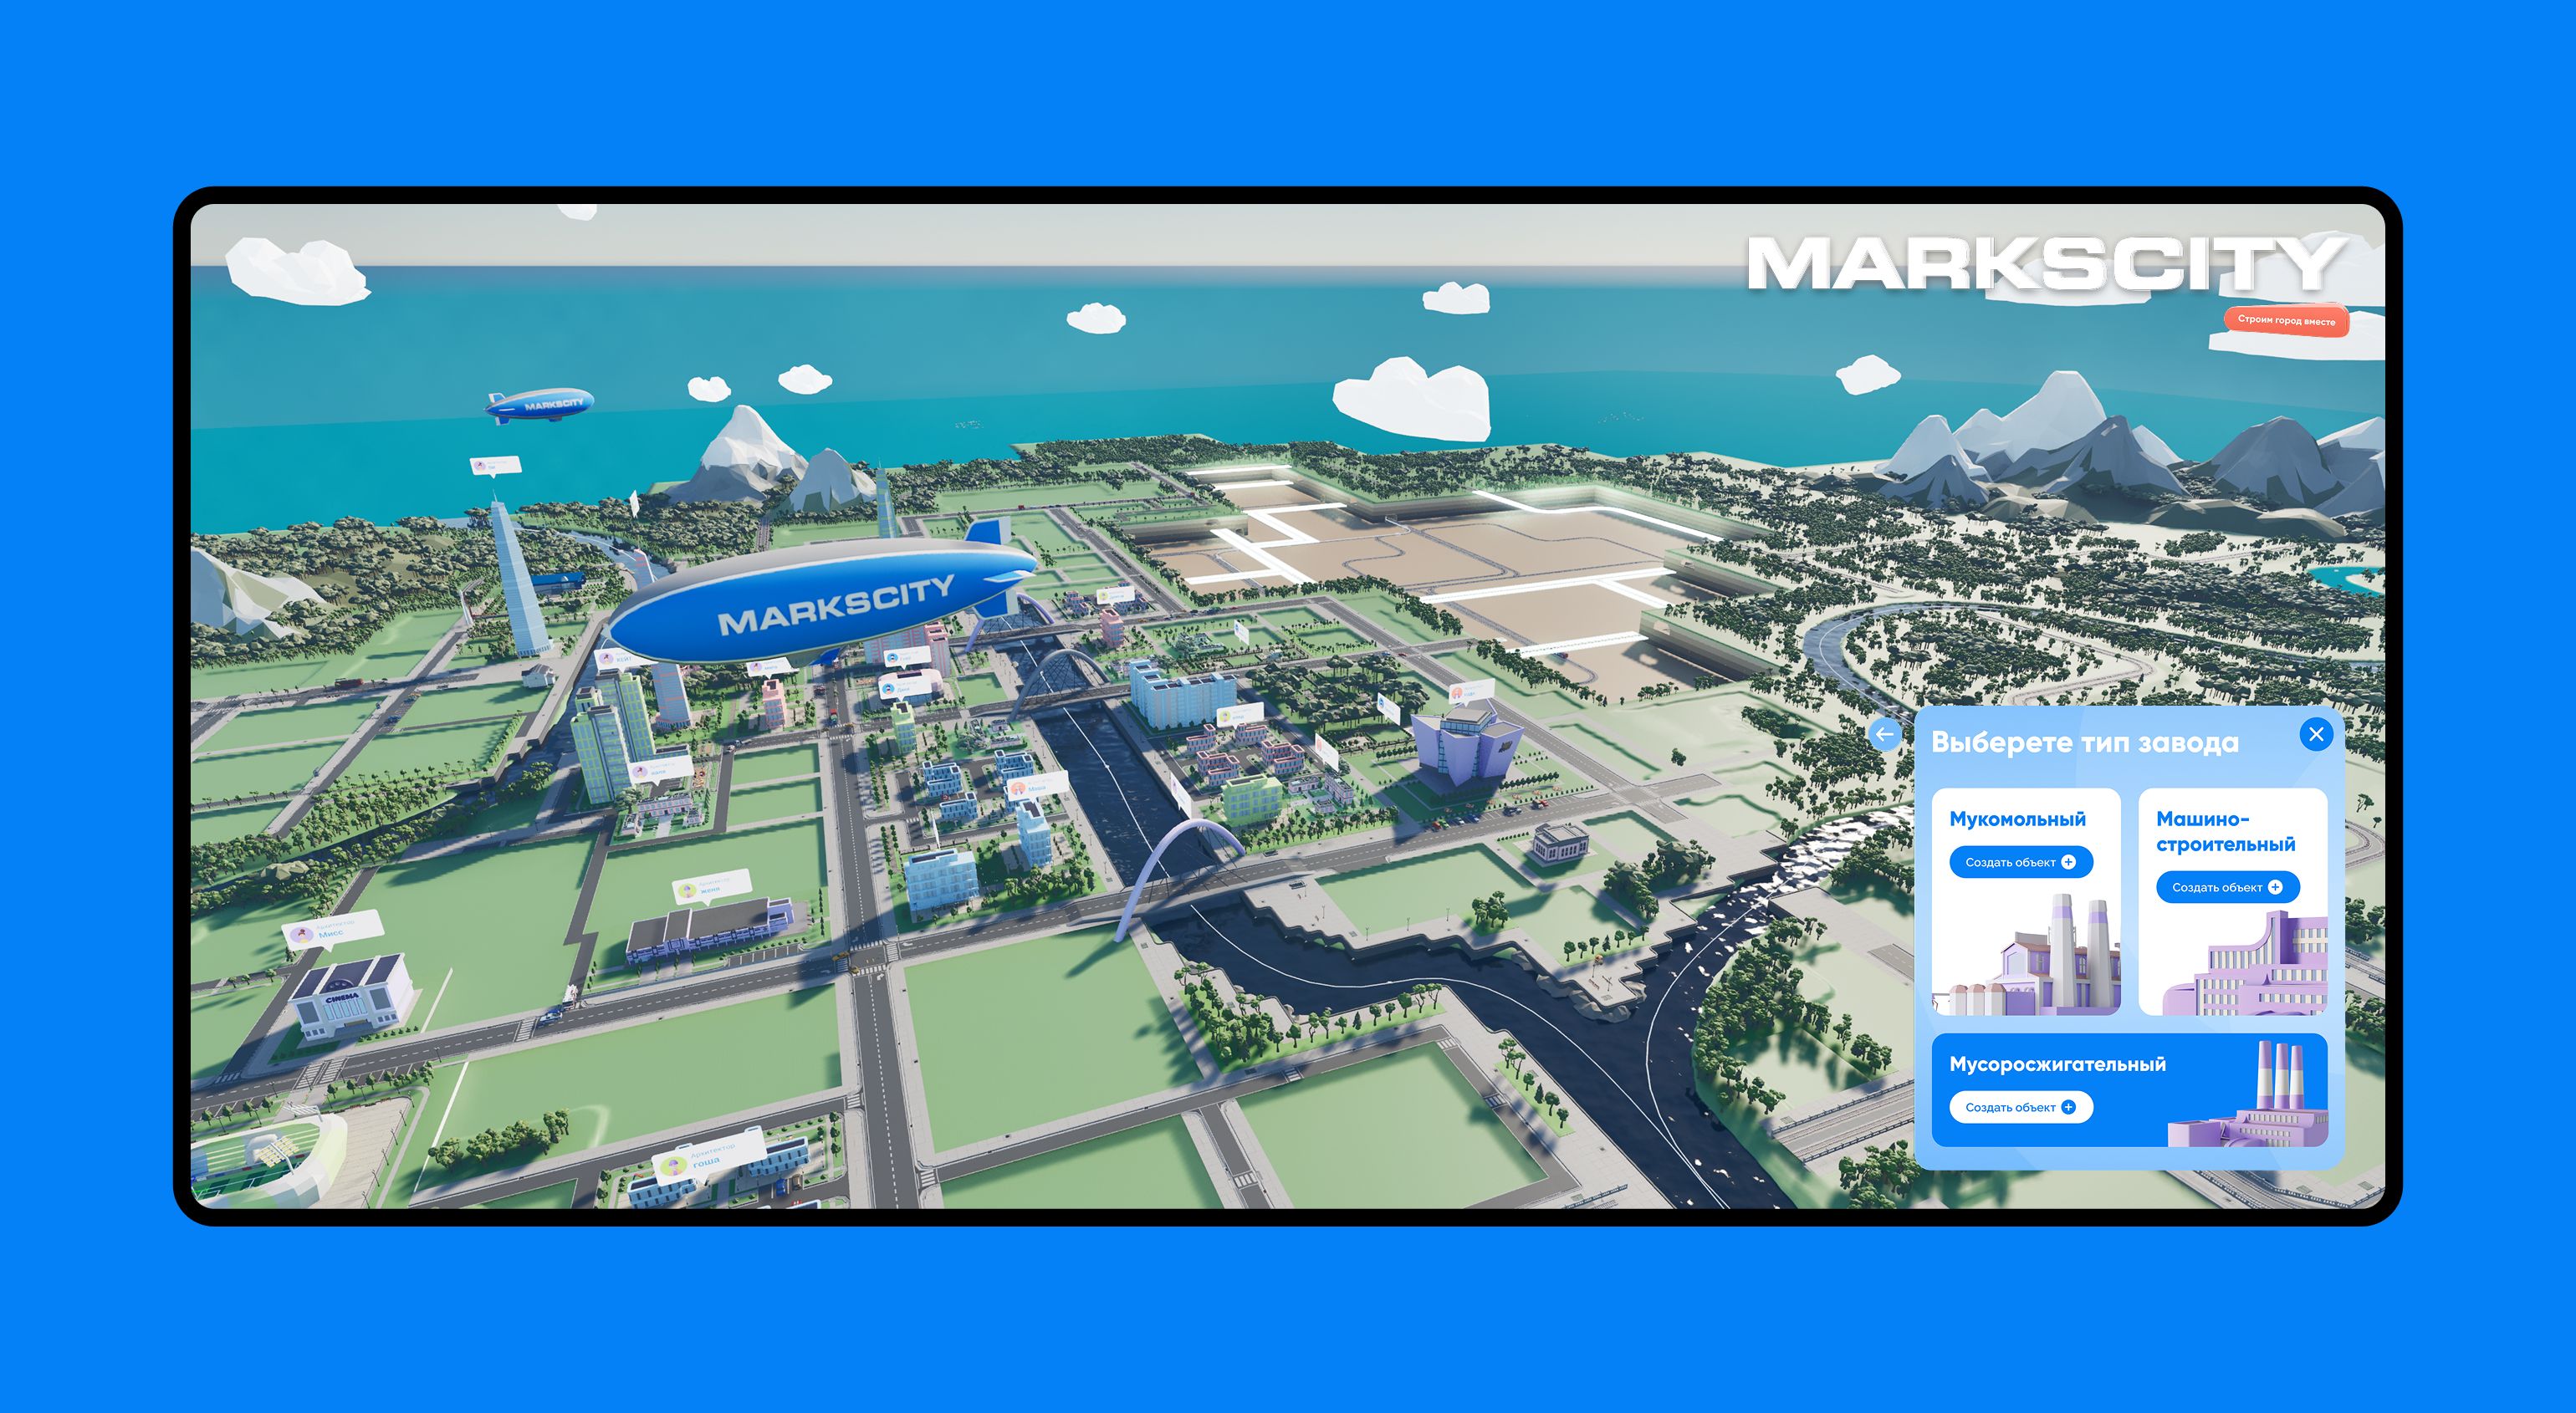 MARKSCITY
Строим город вместе
MARKSCITY
MARKSCITY
Выберете тип завода
Мукомольный
Создать объект
Машино-
строительный
Создать объект
Мусоросжигательный
Создать объект
Маша
Архитектор
женя
Архитектор
Мисс
CINEMA
Архитектор
гоша